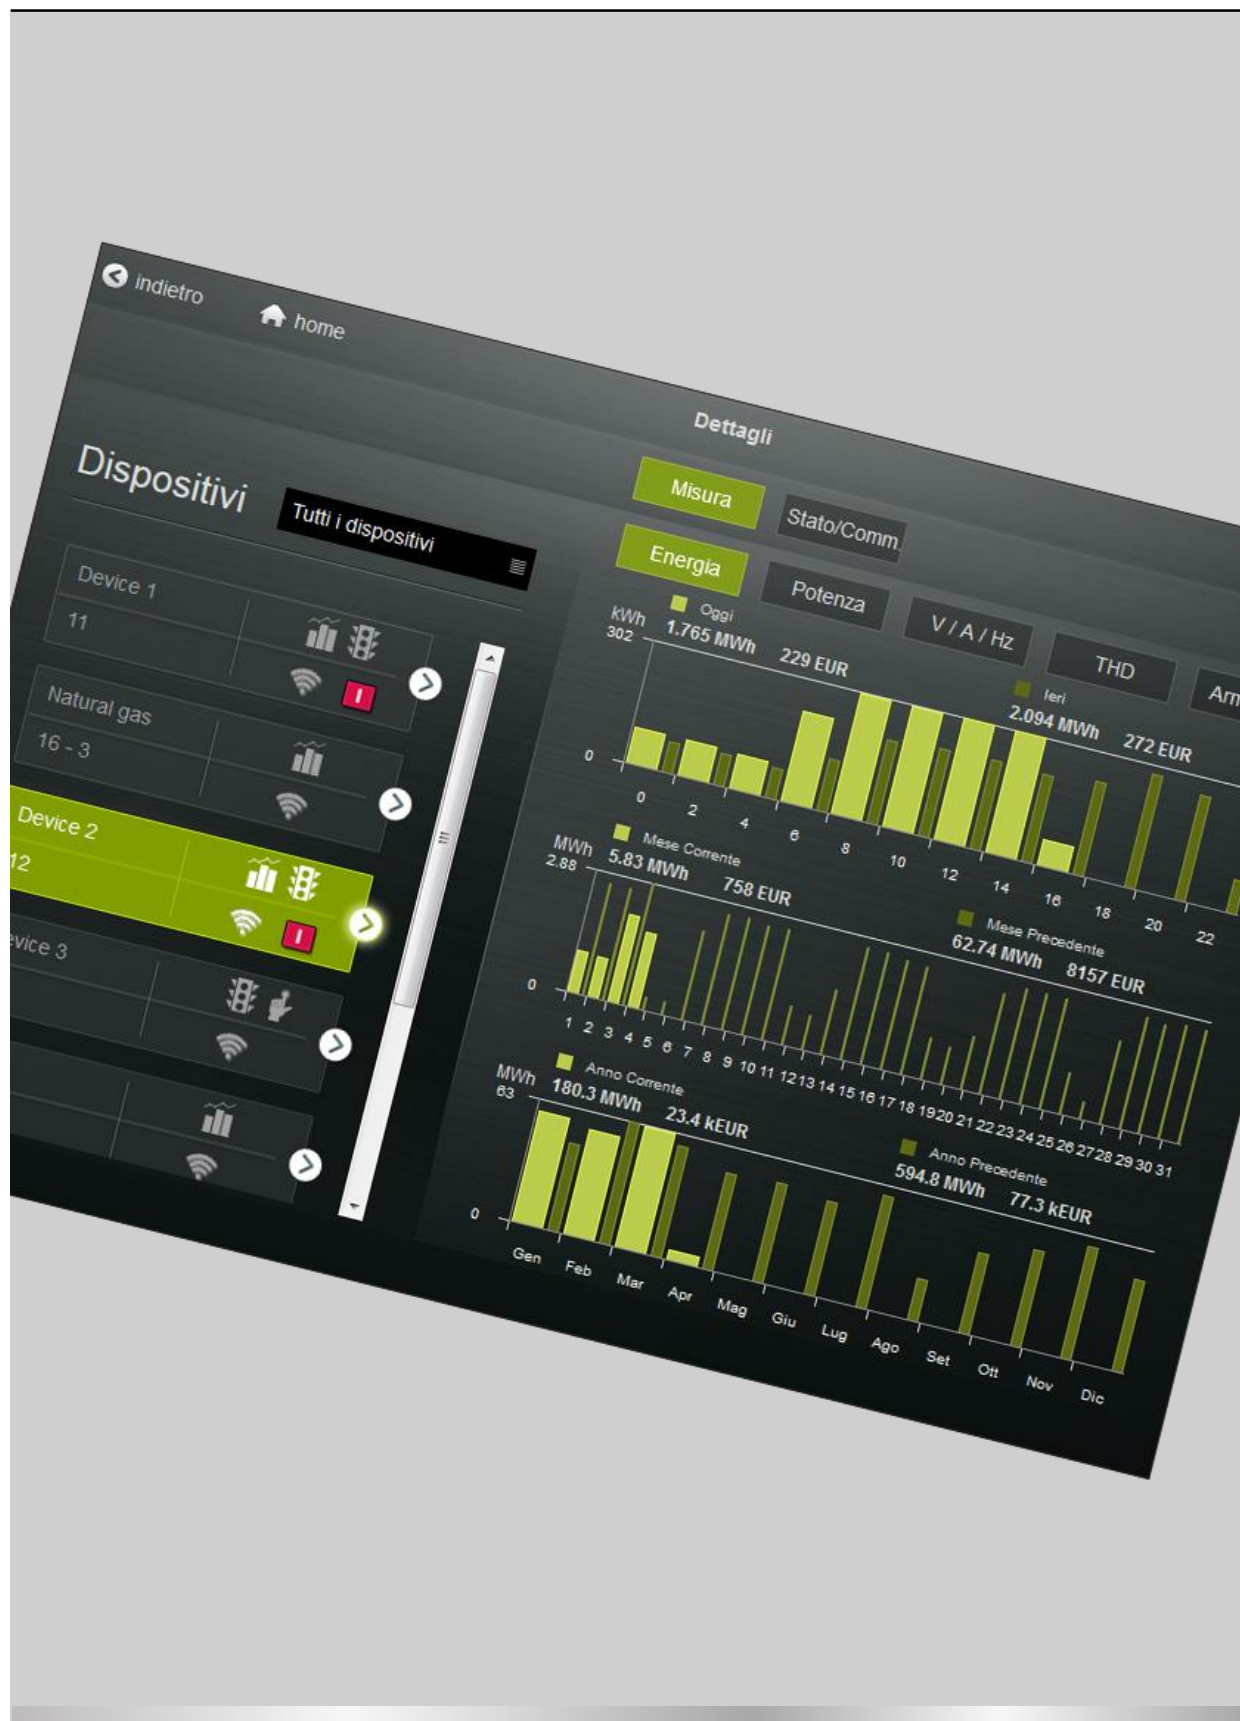 indietro
home
Dettagli
Dispositivi
Tutti i dispositivi
Device 1
11
Natural gas
16 - 3
Device 2
12
evice 3
Misura
Stato/Comm.
Energia
Potenza
V / A / Hz
THD
Arm
kWh
302
0
Oggi
1.765 MWh 229 EUR
Ieri
2.094 MWh 272 EUR
0 2 4 6 8 10 12 14 16 18 20 22
MWh
2.88
0
Mese Corrente
5.83 MWh 758 EUR
Mese Precedente
62.74 MWh 8157 EUR
1 2 3 4 5 6 7 8 9 10 11 12 13 14 15 16 17 18 19 20 21 22 23 24 25 26 27 28 29 30 31
MWh
63
0
Anno Corrente
180.3 MWh 23.4 kEUR
Anno Precedente
594.8 MWh 77.3 kEUR
Gen Feb Mar Apr Mag Giu Lug Ago Set Ott Nov Dic